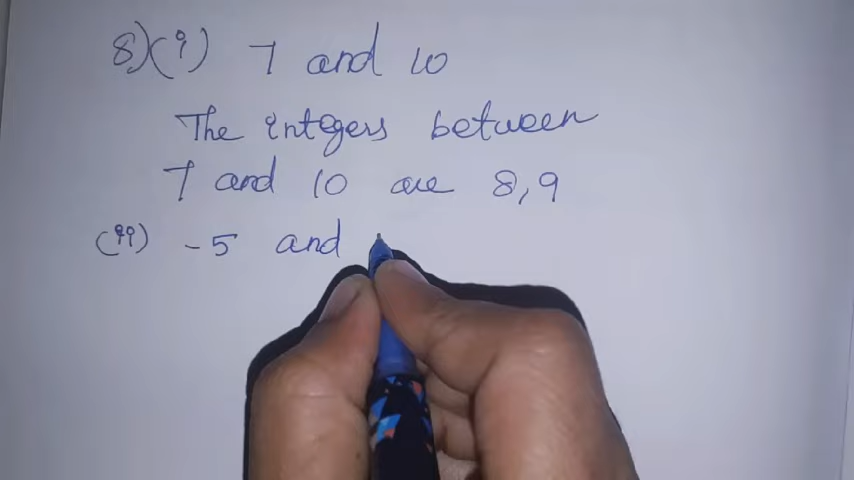 8)(i) 7 and 10
The integers between
7 and 10 are 8,9
(ii) -5 and